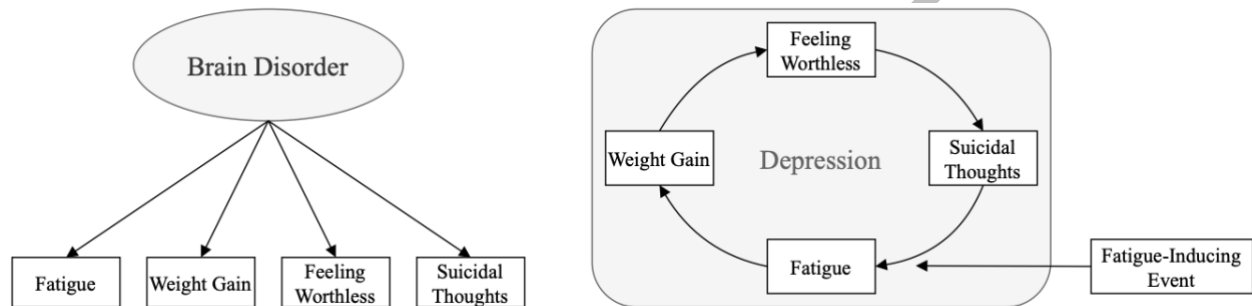 Brain Disorder
Fatigue
Weight Gain
Feeling
Worthless
Suicidal
Thoughts
Feeling
Worthless
Weight Gain
Depression
Suicidal
Thoughts
Fatigue
Fatigue-Inducing
Event